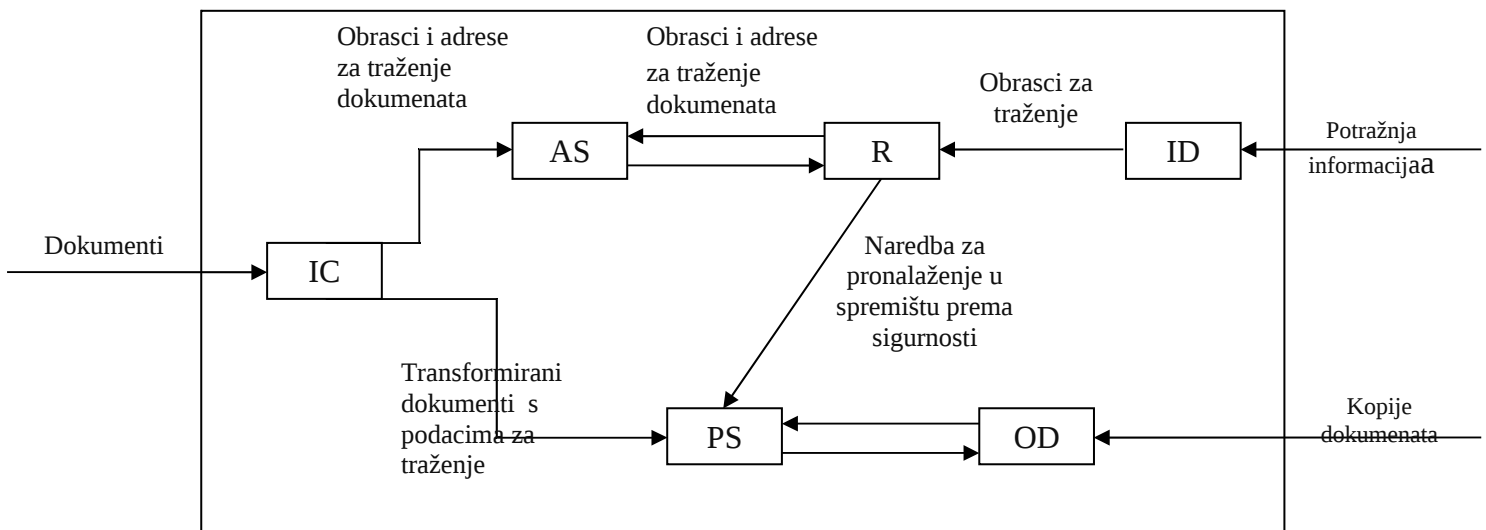 Obrasci i adrese
za traženje
dokumenata
Obrasci i adrese
za traženje
dokumenata
Obrasci za
traženje
AS
R
ID
Potražnja
informacijaa
Dokumenti
IC
Naredba za
pronalaženje u
spremištu prema
sigurnosti
Transformirani
dokumenti s
podacima za
traženje
PS
OD
Kopije
dokumenata